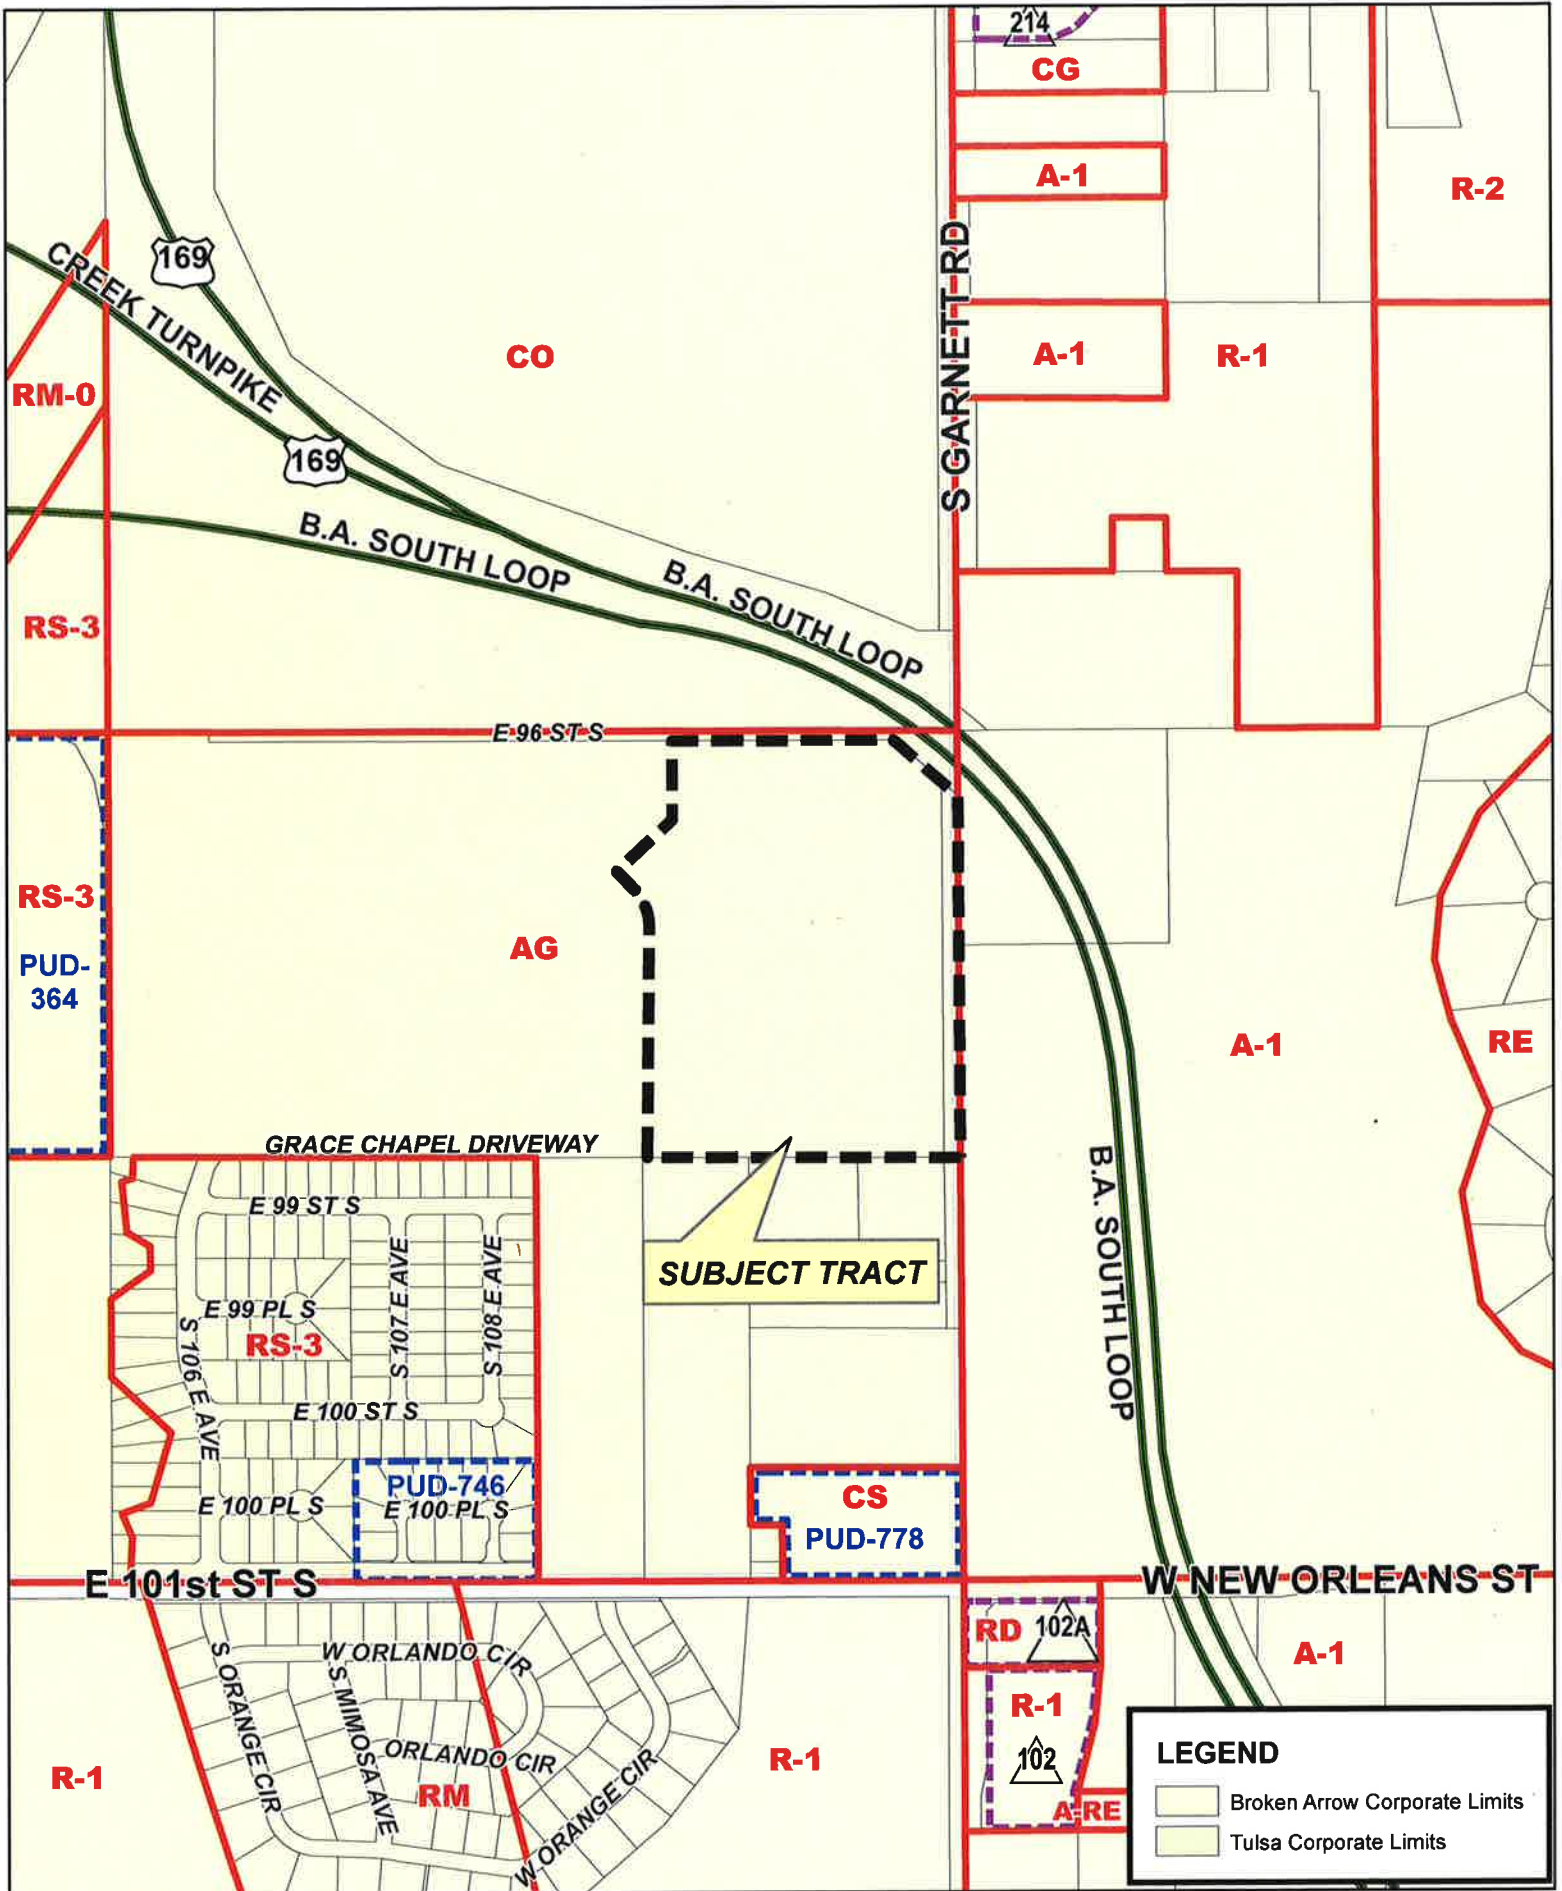 214
CG
A-1
R-2
169
CREEK TURNPIKE
S GARNETT RD
CO
A-1
R-1
RM-0
169
B.A. SOUTH LOOP
B.A. SOUTH LOOP
RS-3
E 96 ST S
RS-3
PUD-
364
AG
A-1
RE
GRACE CHAPEL DRIVEWAY
E 99 ST S
SUBJECT TRACT
B.A. SOUTH LOOP
S 107 E AVE
S 108 E AVE
E 99 PL S
RS-3
S 106 E AVE
E 100 ST S
PUD-746
E 100 PL S
E 100 PL S
CS
PUD-778
E 101st ST S
W NEW ORLEANS ST
RD
102A
A-1
W ORLANDO CIR
S ORANGE CIR
S MIMOSA AVE
ORLANDO CIR
W ORANGE CIR
R-1
RM
R-1
R-1
102
A-RE
LEGEND
Broken Arrow Corporate Limits
Tulsa Corporate Limits